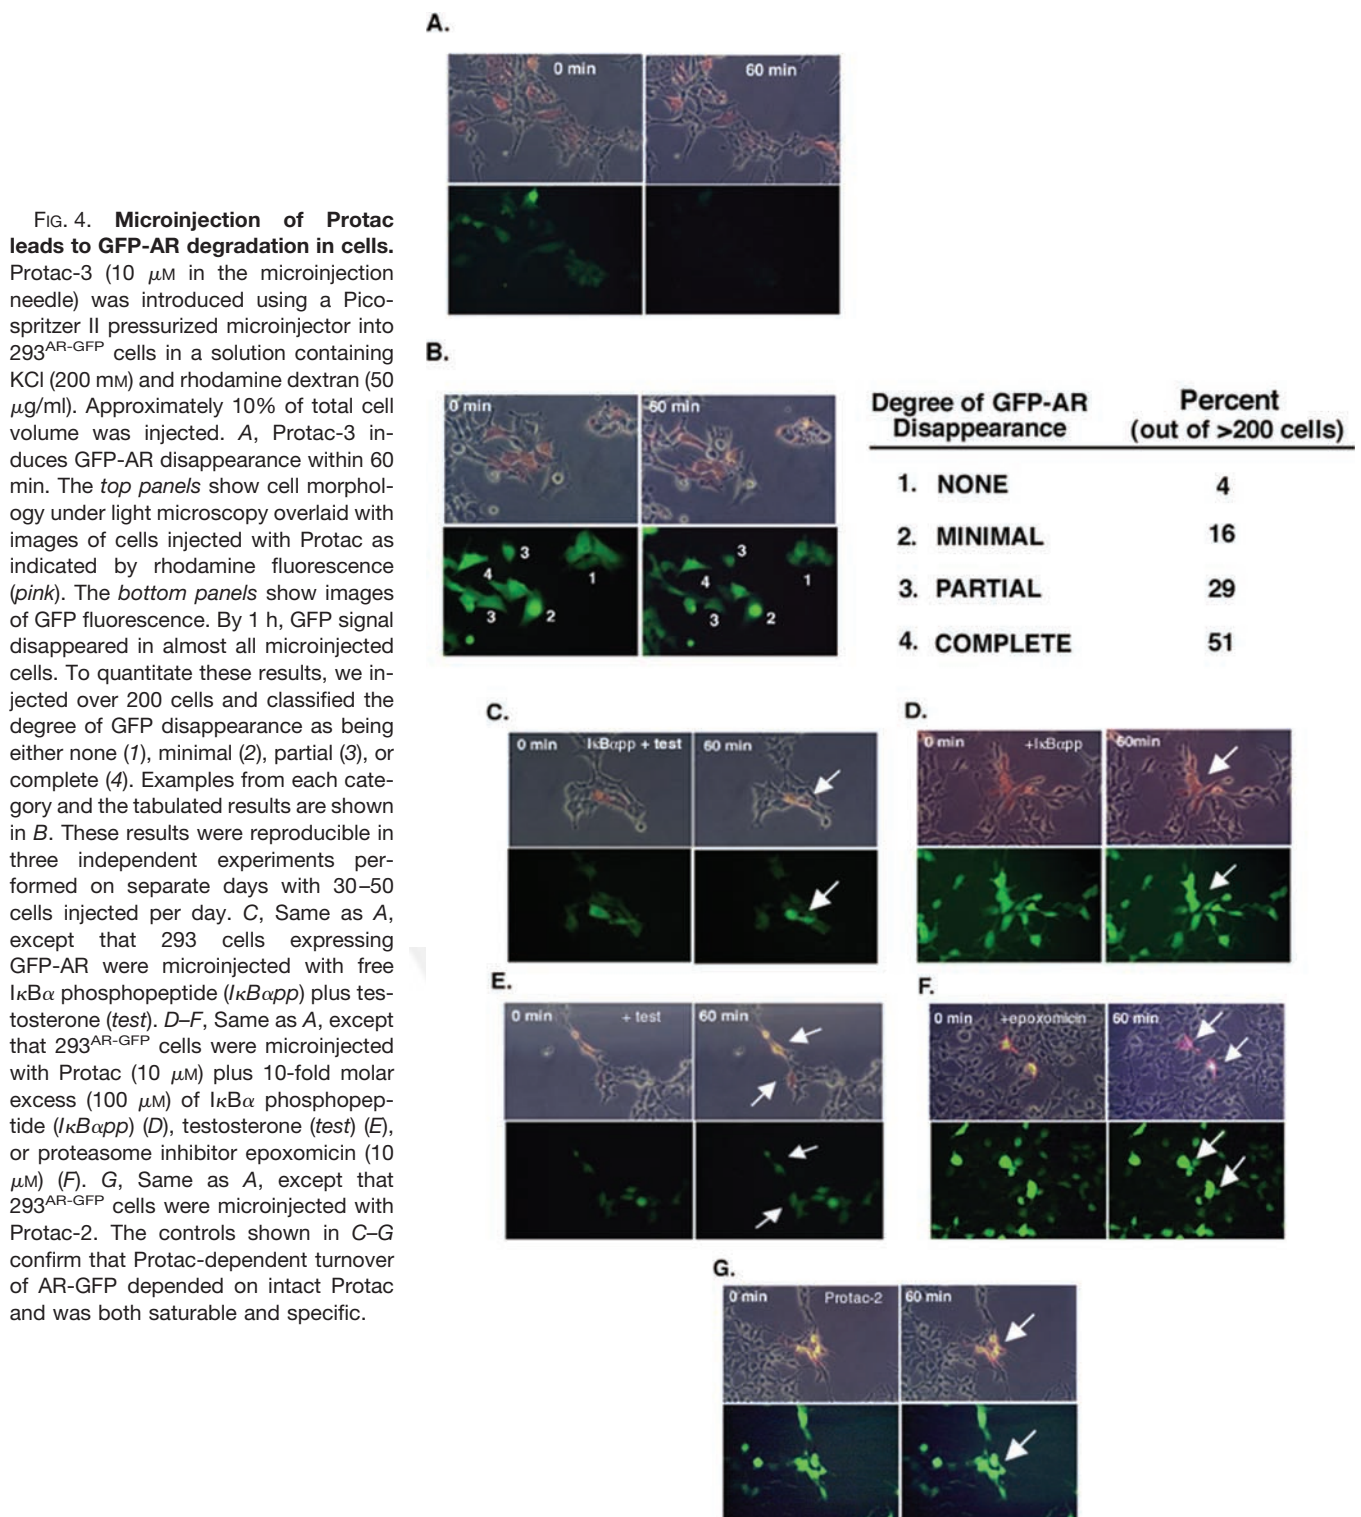 FIG. 4. Microinjection of Protac
leads to GFP-AR degradation in cells.
Protac-3 (10 μM in the microinjection
needle) was introduced using a Pico-
spritzer II pressurized microinjector into
293AR-GFP cells in a solution containing
KCl (200 mM) and rhodamine dextran (50
μg/ml). Approximately 10% of total cell
volume was injected. A, Protac-3 in-
duces GFP-AR disappearance within 60
min. The top panels show cell morphol-
ogy under light microscopy overlaid with
images of cells injected with Protac as
indicated by rhodamine fluorescence
(pink). The bottom panels show images
of GFP fluorescence. By 1 h, GFP signal
disappeared in almost all microinjected
cells. To quantitate these results, we in-
jected over 200 cells and classified the
degree of GFP disappearance as being
either none (1), minimal (2), partial (3), or
complete (4). Examples from each cate-
gory and the tabulated results are shown
in B. These results were reproducible in
three independent experiments per-
formed on separate days with 30–50
cells injected per day. C, Same as A,
except that 293 cells expressing
GFP-AR were microinjected with free
IκBα phosphopeptide (IκBαpp) plus tes-
tosterone (test). D–F, Same as A, except
that 293AR-GFP cells were microinjected
with Protac (10 μM) plus 10-fold molar
excess (100 μM) of IκBα phosphopep-
tide (IκBαpp) (D), testosterone (test) (E),
or proteasome inhibitor epoxomicin (10
μM) (F). G, Same as A, except that
293AR-GFP cells were microinjected with
Protac-2. The controls shown in C–G
confirm that Protac-dependent turnover
of AR-GFP depended on intact Protac
and was both saturable and specific.
A.
0 min 60 min
B.
0 min 60 min
3 4 1 3 2
3 4 1 3 2
Degree of GFP-AR Percent
Disappearance (out of >200 cells)
1. NONE 4
2. MINIMAL 16
3. PARTIAL 29
4. COMPLETE 51
C.
0 min IκBαpp + test 60 min
D.
0 min +IκBαpp 60min
E.
0 min + test 60 min
F.
0 min +epoxomicin 60 min
G.
0 min Protac-2 60 min